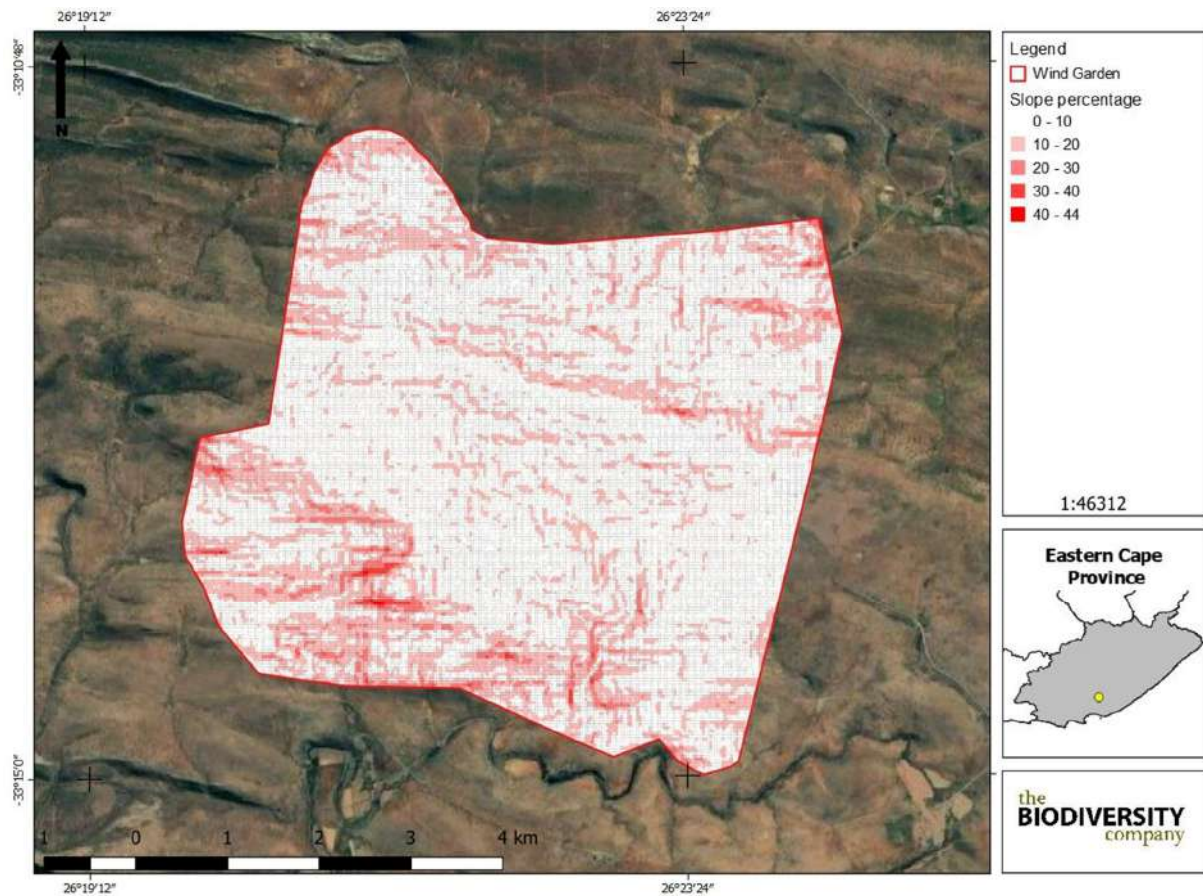 26°19'12″
26°23'24″
-33°10'48″
N
-33°15'0″
1
0
1
2
3
4 km
26°19'12″
26°23'24″
Legend
Wind Garden
Slope percentage
0 - 10
10 - 20
20 - 30
30 - 40
40 - 44
1:46312
Eastern Cape
Province
the
BIODIVERSITY
company